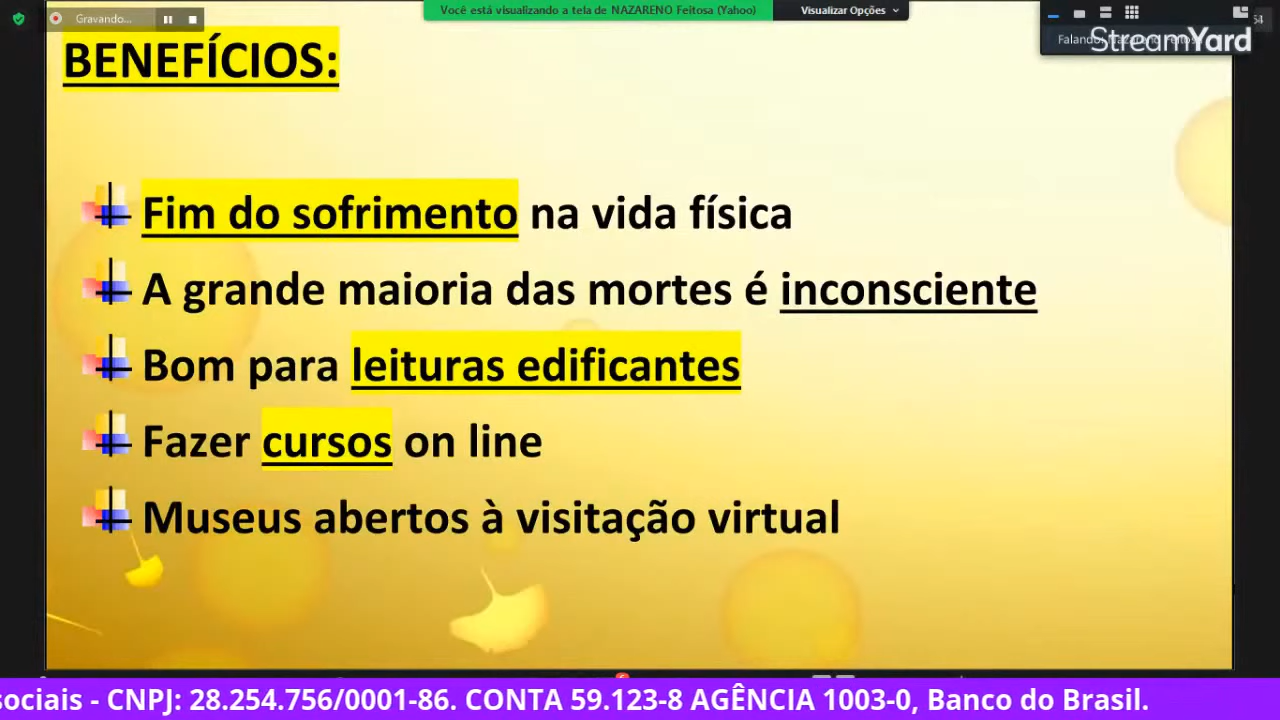 Gravando...
Você está visualizando a tela de NAZARENO Feitosa (Yahoo)
Visualizar Opções
StreamYard
BENEFÍCIOS:
Fim do sofrimento na vida física
A grande maioria das mortes é inconsciente
Bom para leituras edificantes
Fazer cursos on line
Museus abertos à visitação virtual
sociais - CNPJ: 28.254.756/0001-86. CONTA 59.123-8 AGÊNCIA 1003-0, Banco do Brasil.